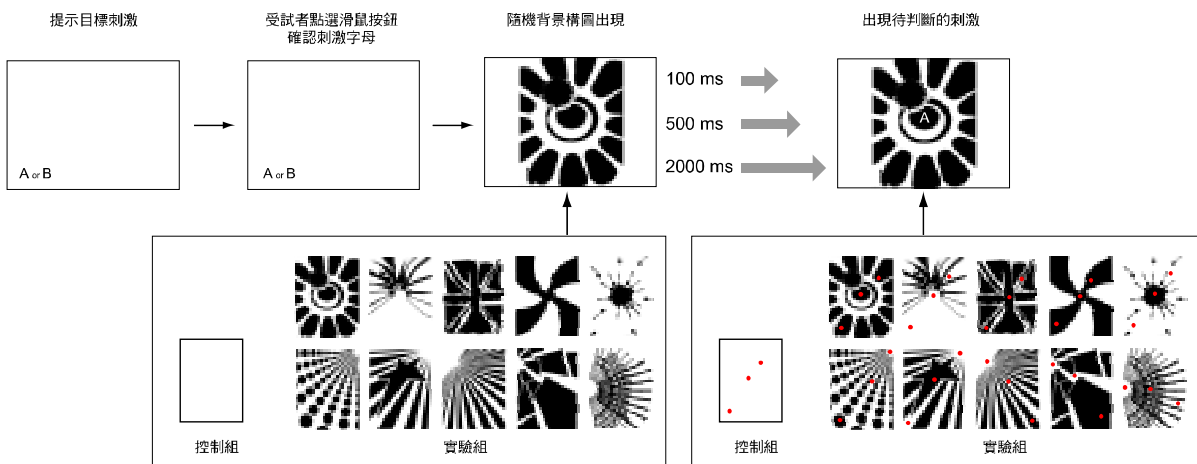 提示目標刺激
受試者點選滑鼠按鈕
確認刺激字母
隨機背景構圖出現
出現待判斷的刺激
A or B
A or B
100 ms
500 ms
2000 ms
A
控制組
實驗組
控制組
實驗組